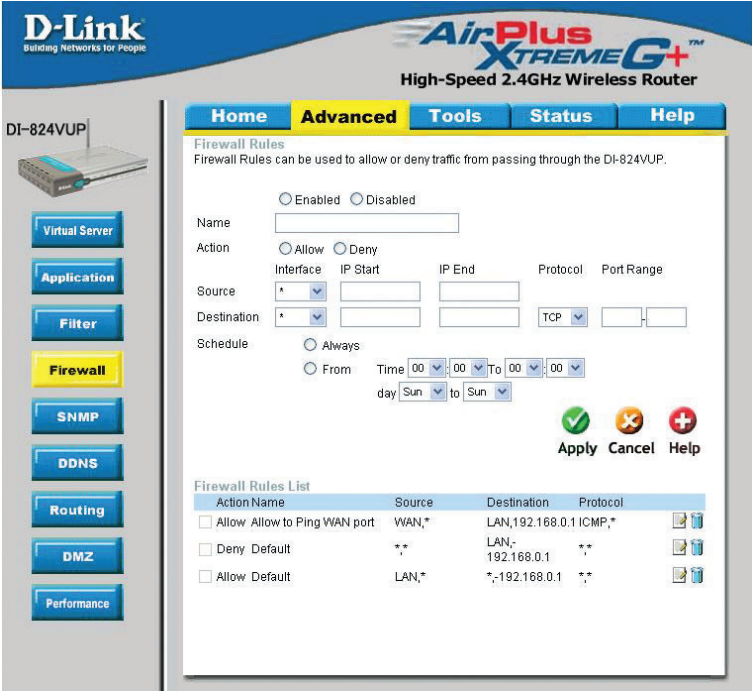 D-Link
Building Networks for People
AirPlus
XTREME G+™
High-Speed 2.4GHz Wireless Router
DI-824VUP
Home Advanced Tools Status Help
Virtual Server
Application
Filter
Firewall
SNMP
DDNS
Routing
DMZ
Performance
Firewall Rules
Firewall Rules can be used to allow or deny traffic from passing through the DI-824VUP.
Enabled Disabled
Name
Action Allow Deny
Interface IP Start IP End Protocol Port Range
Source *
Destination * TCP -
Schedule Always
From Time 00 : 00 To 00 : 00
day Sun to Sun
Apply Cancel Help
Firewall Rules List
Action Name Source Destination Protocol
Allow Allow to Ping WAN port WAN,* LAN,192.168.0.1 ICMP,*
Deny Default *,* LAN,-
192.168.0.1 *,*
Allow Default LAN,* *,-192.168.0.1 *,*